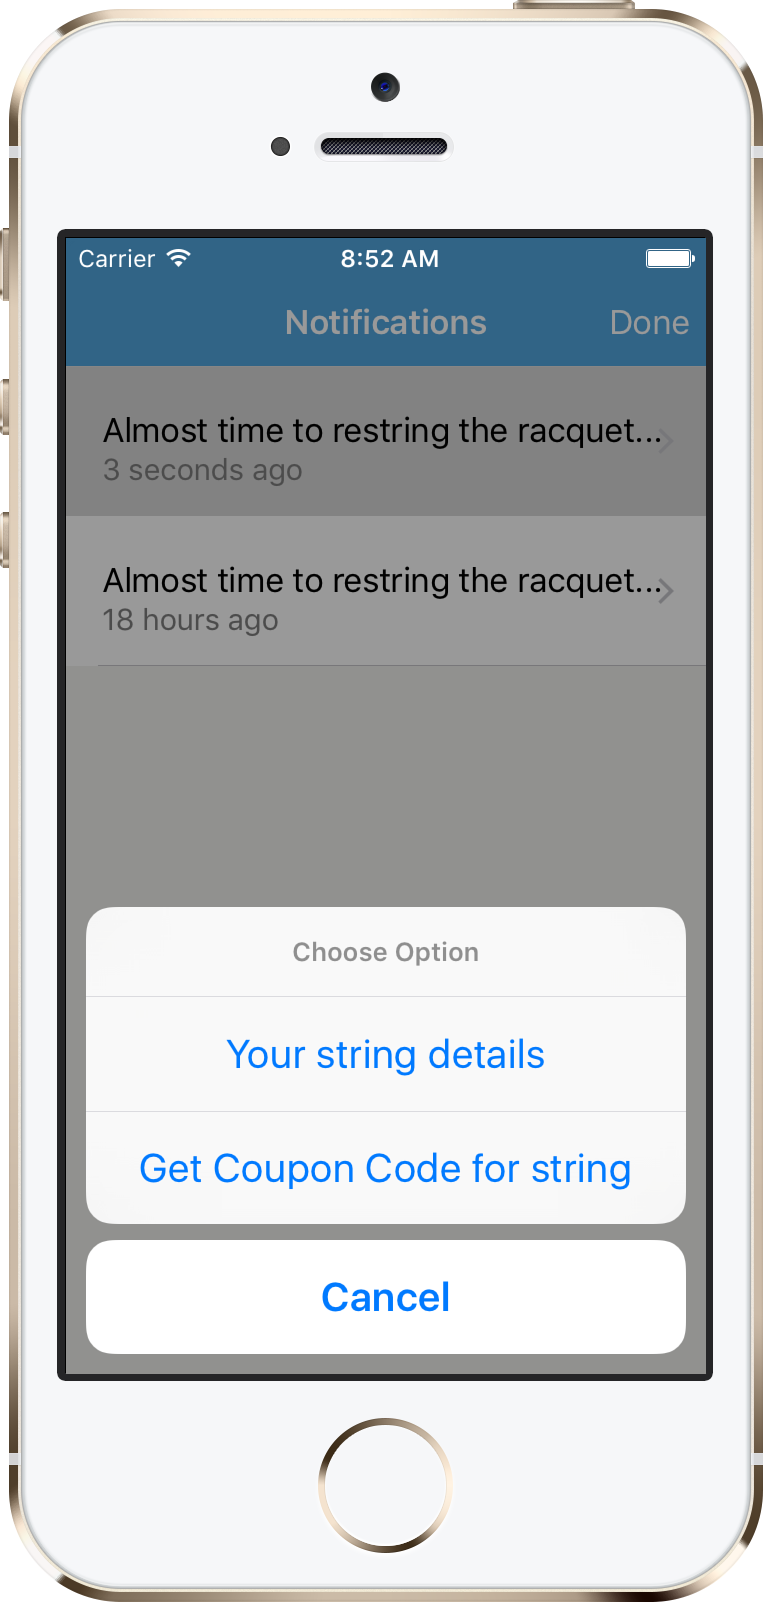 Carrier 8:52 AM
Notifications Done
Almost time to restring the racquet...
3 seconds ago
Almost time to restring the racquet...
18 hours ago
Choose Option
Your string details
Get Coupon Code for string
Cancel